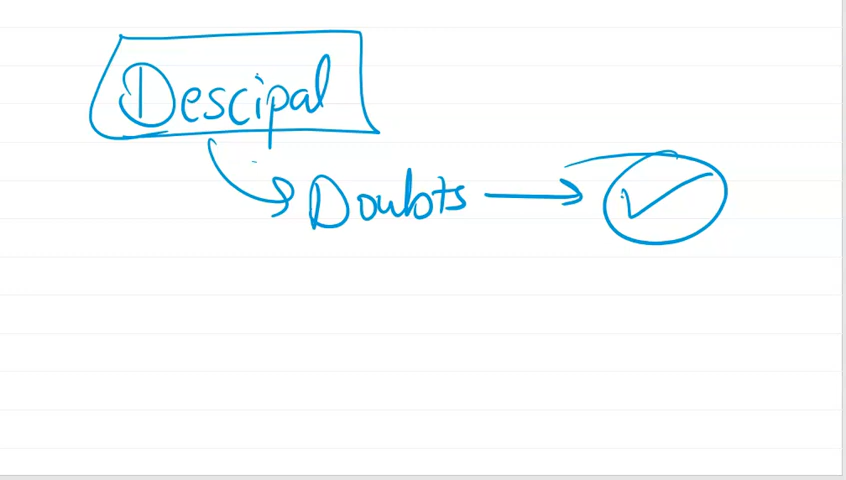 Descipal
Doubts → ✓